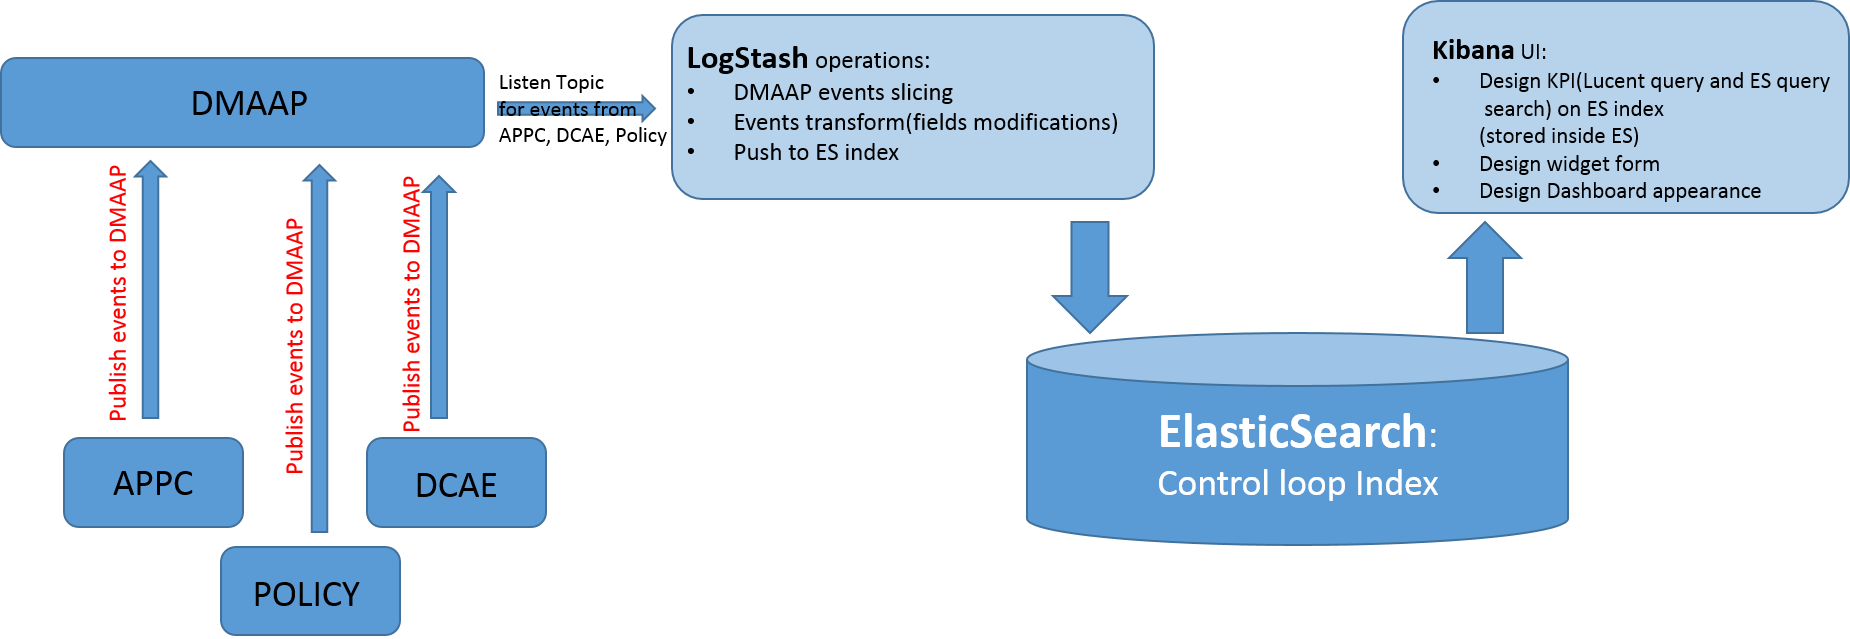 DMAAP
Publish events to DMAAP
Publish events to DMAAP
Publish events to DMAAP
APPC
DCAE
POLICY
Listen Topic
for events from
APPC, DCAE, Policy
LogStash operations:
• DMAAP events slicing
• Events transform(fields modifications)
• Push to ES index
ElasticSearch:
Control loop Index
Kibana UI:
• Design KPI(Lucent query and ES query
search) on ES index
(stored inside ES)
• Design widget form
• Design Dashboard appearance